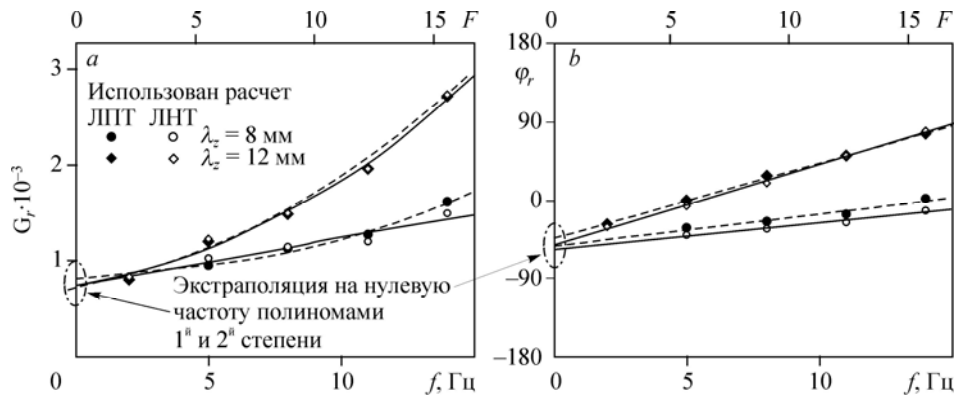 0 5 10 15 F
a
3
2
1
0
G_r·10⁻³
Использован расчет
ЛПТ ЛНТ
λ_z = 8 мм
λ_z = 12 мм
Экстраполяция на нулевую
частоту полиномами
1й и 2й степени
0 5 10 f, Гц
0 5 10 15 F
b
φ_r
180
90
0
−90
−180
0 5 10 f, Гц